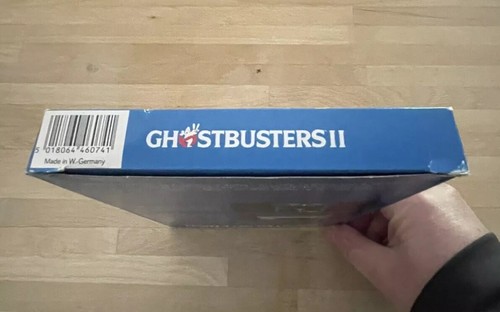 GHOSTBUSTERS II
5 018064 460741
Made in W.-Germany